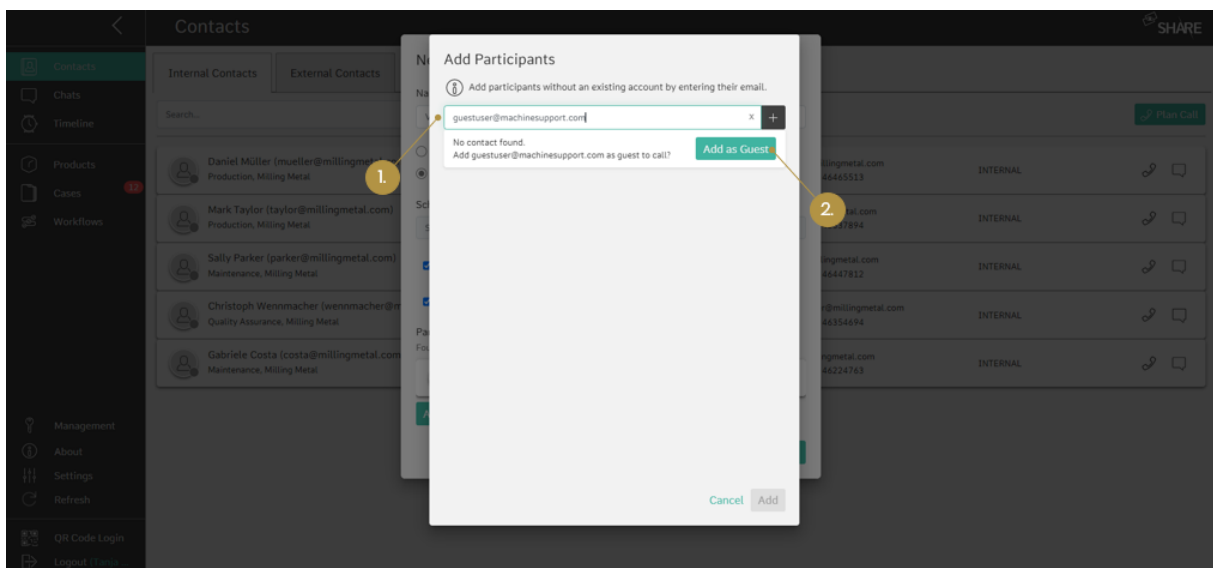 Contacts
SHARE
Contacts
Chats
Timeline
Products
Cases
12
Workflows
Management
About
Settings
Refresh
QR Code Login
Logout
Internal Contacts
External Contacts
Search...
Plan Call
Daniel Müller
Production, Milling Metal
46465513
INTERNAL
Mark Taylor (taylor@millingmetal.com)
Production, Milling Metal
INTERNAL
Sally Parker (parker@millingmetal.com)
Maintenance, Milling Metal
46447812
INTERNAL
Christoph Wennmacher
Quality Assurance, Milling Metal
46354694
INTERNAL
Gabriele Costa (costa@millingmetal.com
Maintenance, Milling Metal
46224763
INTERNAL
Add Participants
Add participants without an existing account by entering their email.
guestuser@machinesupport.com
x +
No contact found.
Add guestuser@machinesupport.com as guest to call?
Add as Guest
1.
2.
Cancel
Add